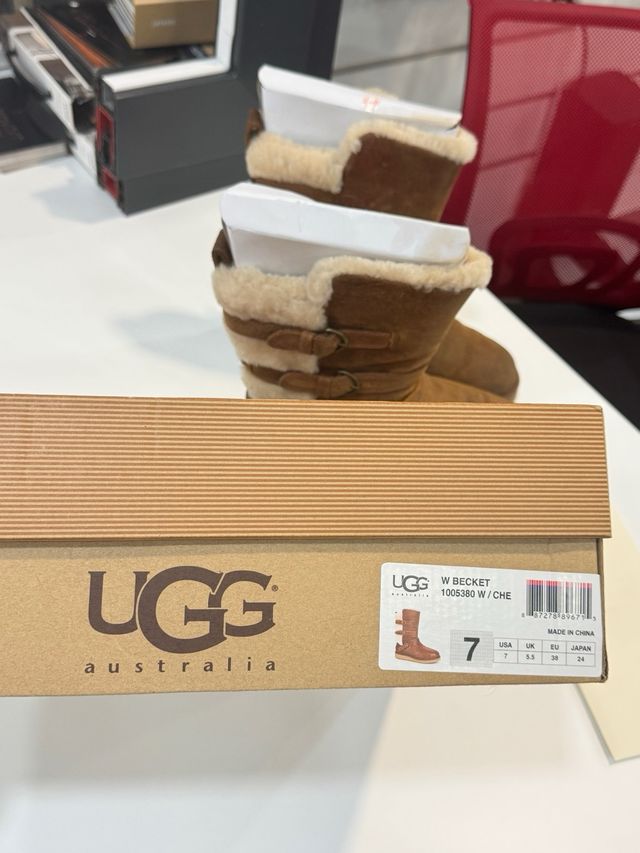 UGG®
australia
UGG
australia
W BECKET
1005380 W / CHE
MADE IN CHINA
7
USA UK EU JAPAN
7 5.5 38 24